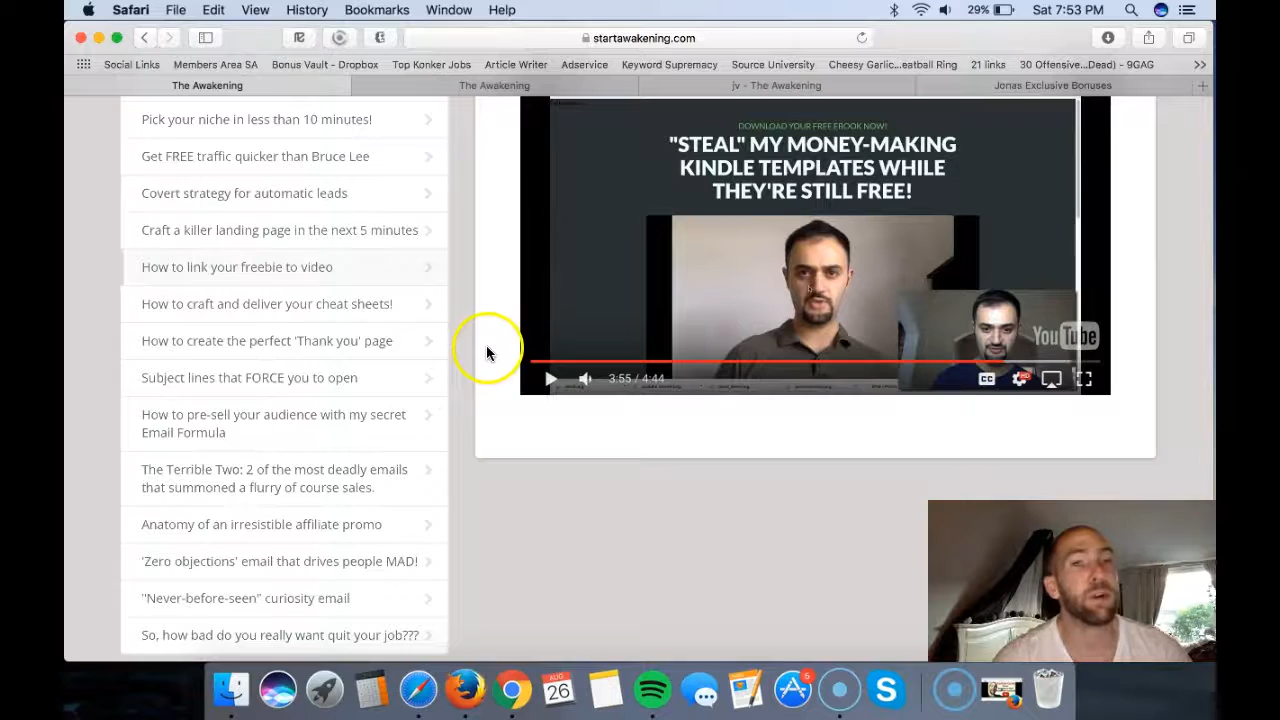 Safari File Edit View History Bookmarks Window Help 29% Sat 7:53 PM
startawakening.com
Social Links Members Area SA Bonus Vault - Dropbox Top Konker Jobs Article Writer Adservice Keyword Supremacy Source University Cheesy Garlic...eatball Ring 21 links 30 Offensive...Dead) - 9GAG >>
The Awakening The Awakening jv - The Awakening Jonas Exclusive Bonuses
Pick your niche in less than 10 minutes!
Get FREE traffic quicker than Bruce Lee
Covert strategy for automatic leads
Craft a killer landing page in the next 5 minutes
How to link your freebie to video
How to craft and deliver your cheat sheets!
How to create the perfect 'Thank you' page
Subject lines that FORCE you to open
How to pre-sell your audience with my secret
Email Formula
The Terrible Two: 2 of the most deadly emails
that summoned a flurry of course sales.
Anatomy of an irresistible affiliate promo
'Zero objections' email that drives people MAD!
"Never-before-seen" curiosity email
So, how bad do you really want quit your job???
DOWNLOAD YOUR FREE EBOOK NOW!
"STEAL" MY MONEY-MAKING
KINDLE TEMPLATES WHILE
THEY'RE STILL FREE!
YouTube
3:55 / 4:44 CC HD
AUG
26
5